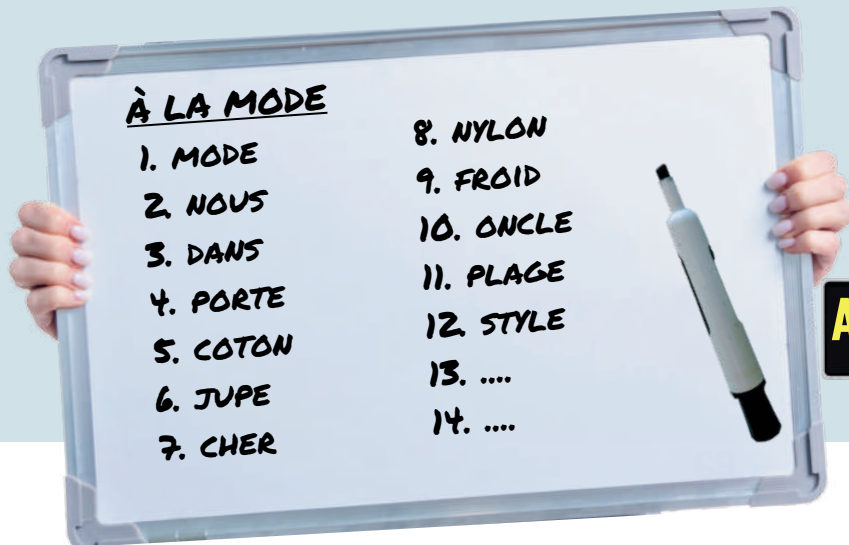 À LA MODE
1. MODE
2. NOUS
3. DANS
4. PORTE
5. COTON
6. JUPE
7. CHER
8. NYLON
9. FROID
10. ONCLE
11. PLAGE
12. STYLE
13. ....
14. ....
A